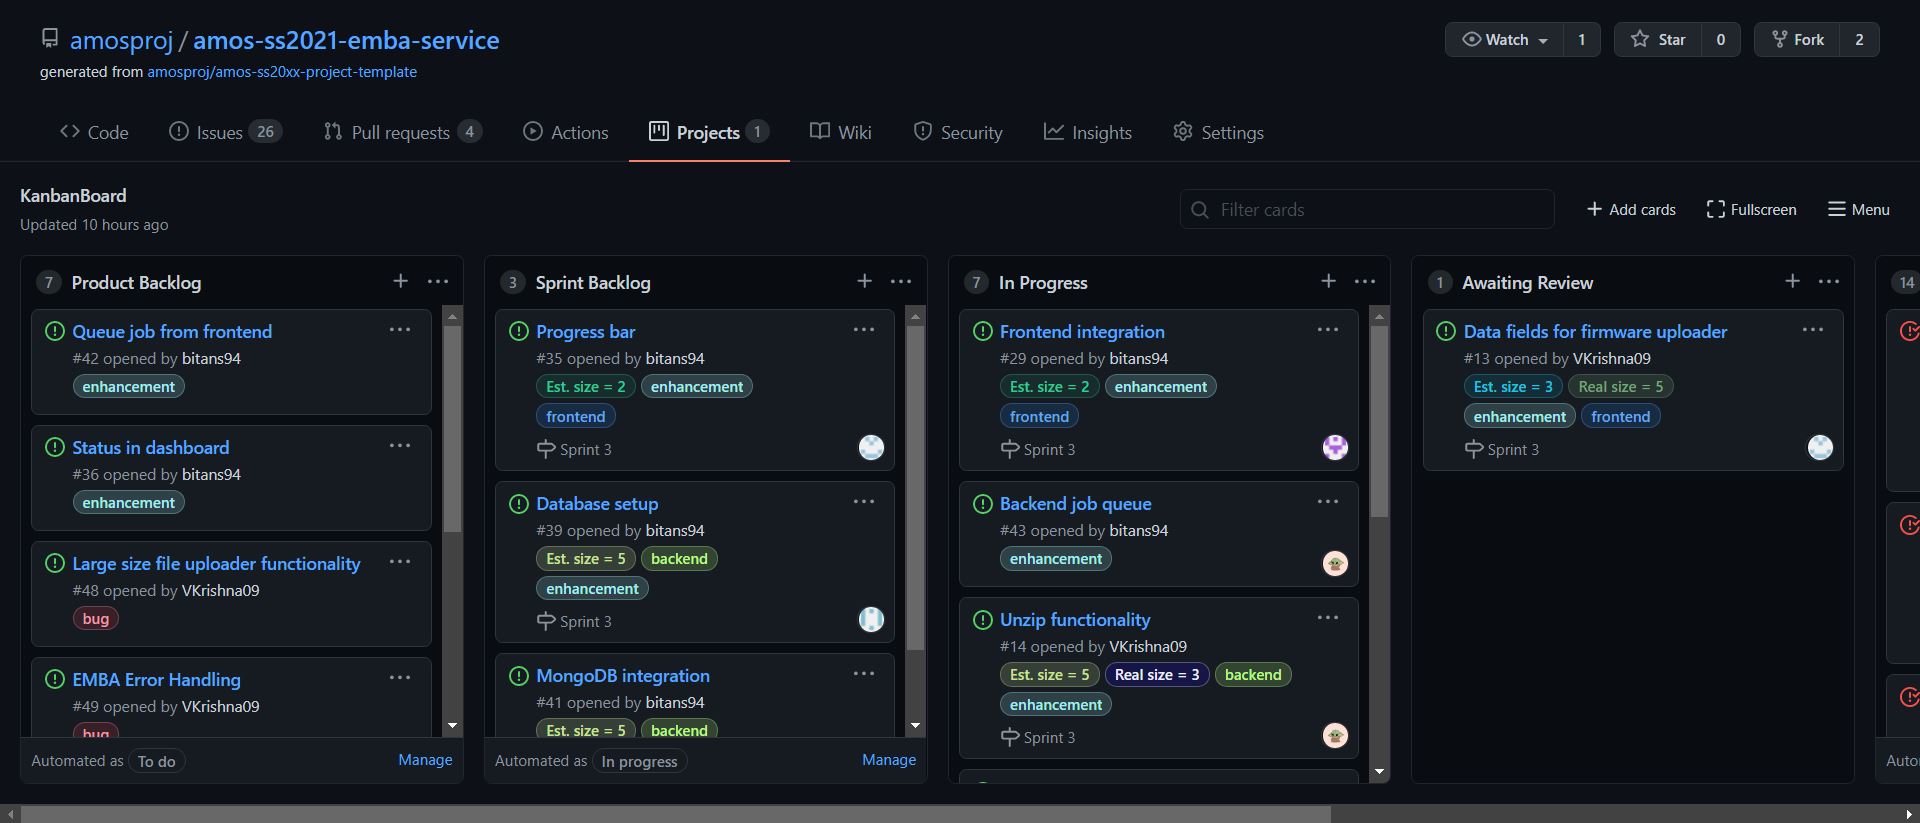 amosproj / amos-ss2021-emba-service
generated from amosproj/amos-ss20xx-project-template
Watch 1
Star 0
Fork 2
Code
Issues 26
Pull requests 4
Actions
Projects 1
Wiki
Security
Insights
Settings
KanbanBoard
Updated 10 hours ago
Filter cards
Add cards
Fullscreen
Menu
7 Product Backlog
Queue job from frontend
#42 opened by bitans94
enhancement
Status in dashboard
#36 opened by bitans94
enhancement
Large size file uploader functionality
#48 opened by VKrishna09
bug
EMBA Error Handling
#49 opened by VKrishna09
bug
Automated as To do
Manage
3 Sprint Backlog
Progress bar
#35 opened by bitans94
Est. size = 2 enhancement
frontend
Sprint 3
Database setup
#39 opened by bitans94
Est. size = 5 backend
enhancement
Sprint 3
MongoDB integration
#41 opened by bitans94
Est. size = 5 backend
Automated as In progress
Manage
7 In Progress
Frontend integration
#29 opened by bitans94
Est. size = 2 enhancement
frontend
Sprint 3
Backend job queue
#43 opened by bitans94
enhancement
Unzip functionality
#14 opened by VKrishna09
Est. size = 5 Real size = 3 backend
enhancement
Sprint 3
1 Awaiting Review
Data fields for firmware uploader
#13 opened by VKrishna09
Est. size = 3 Real size = 5
enhancement frontend
Sprint 3
14
Auto